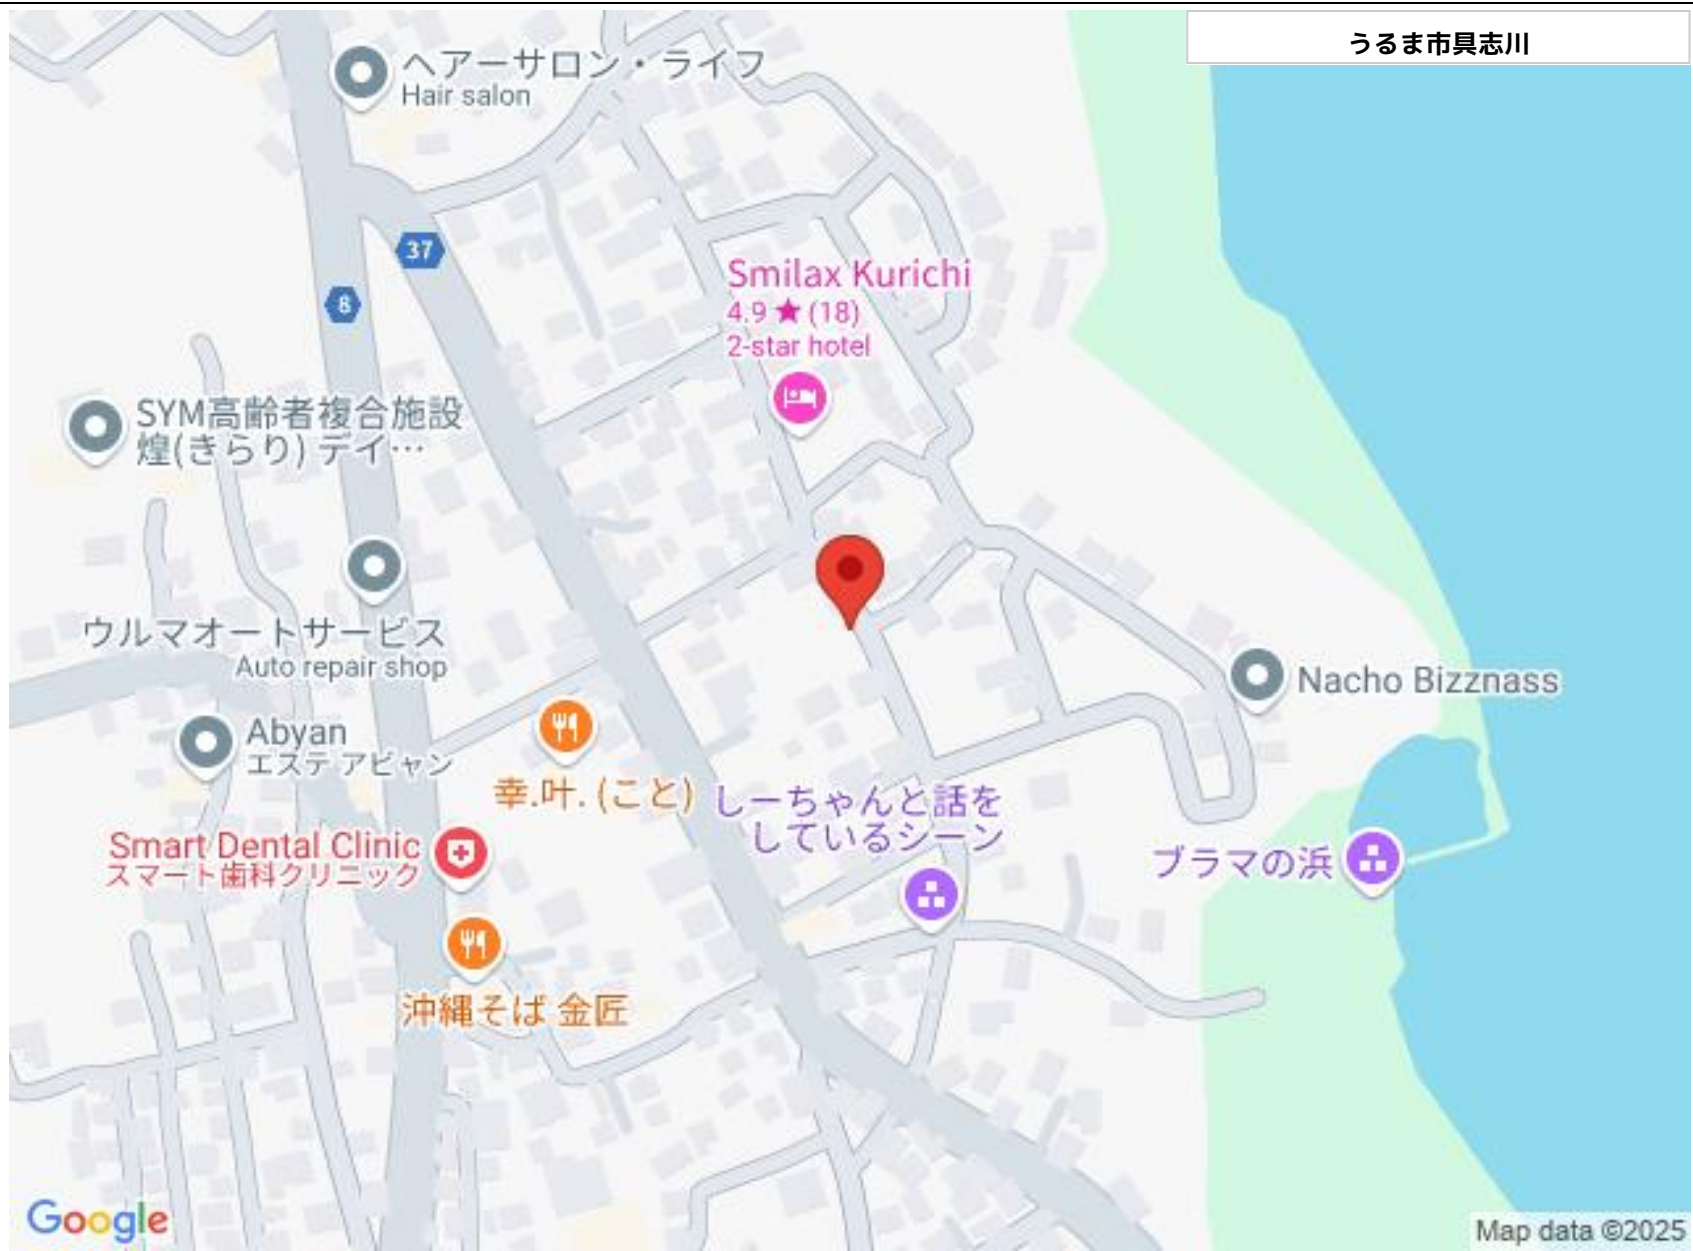 うるま市具志川
ヘアーサロン・ライフ
Hair salon
37
8
Smilax Kurichi
4.9 ★ (18)
2-star hotel
SYM高齢者複合施設
煌(きらり) デイ…
ウルマオートサービス
Auto repair shop
Nacho Bizznass
Abyan
エステ アビャン
幸.叶. (こと)
しーちゃんと話を
しているシーン
Smart Dental Clinic
スマート歯科クリニック
ブラマの浜
沖縄そば 金匠
Google
Map data ©2025